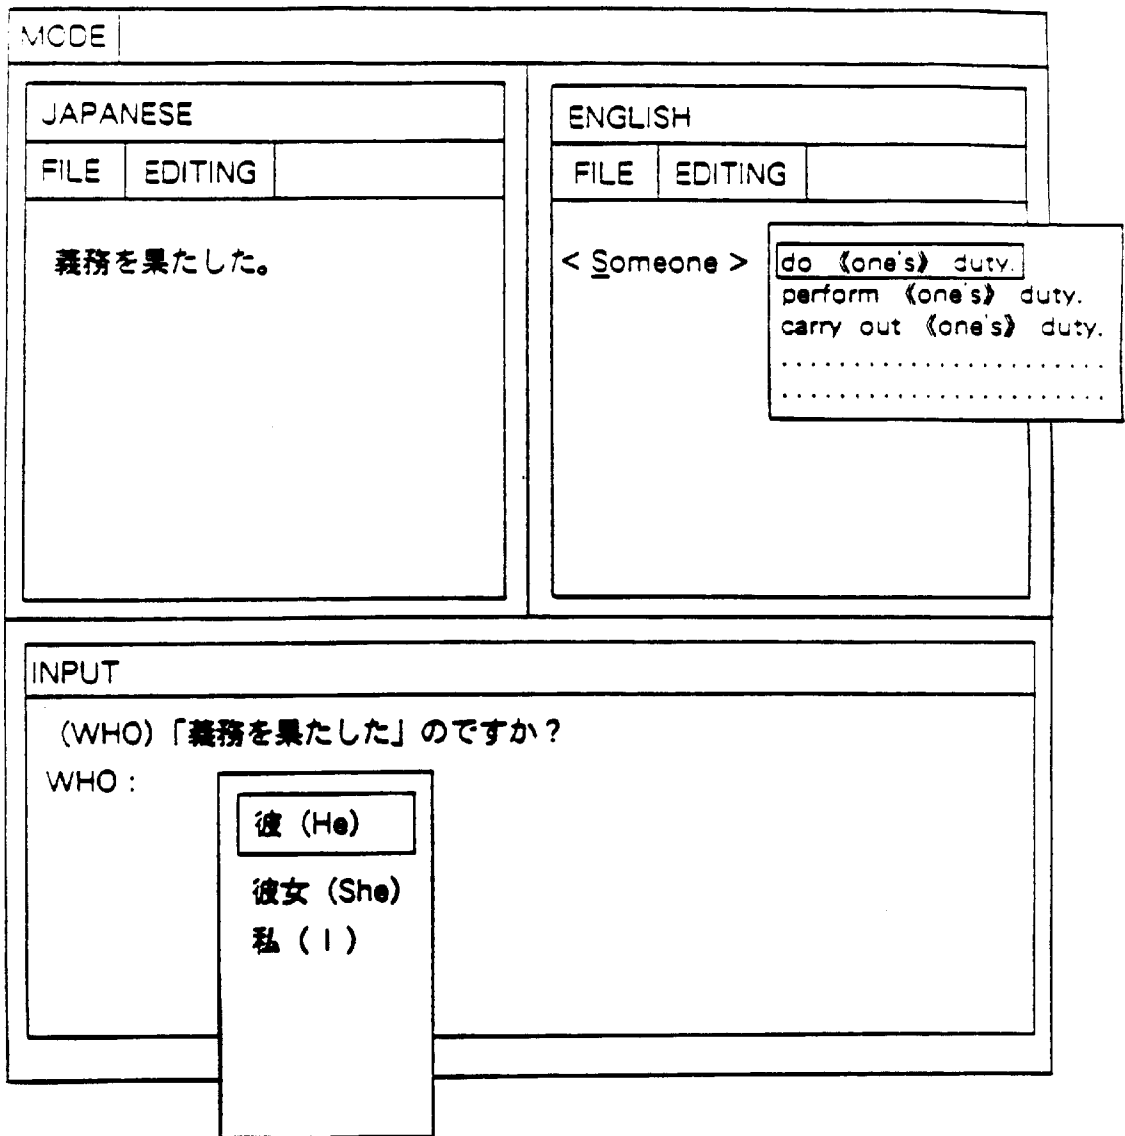 MODE
JAPANESE
FILE EDITING
義務を果たした。
ENGLISH
FILE EDITING
< Someone >
do 《one's》 duty.
perform 《one's》 duty.
carry out 《one's》 duty.
. . . . . . . . . . . . . . . . . . . . . . .
. . . . . . . . . . . . . . . . . . . . . . .
INPUT
(WHO)「義務を果たした」のですか？
WHO :
彼 (He)
彼女 (She)
私 ( I )